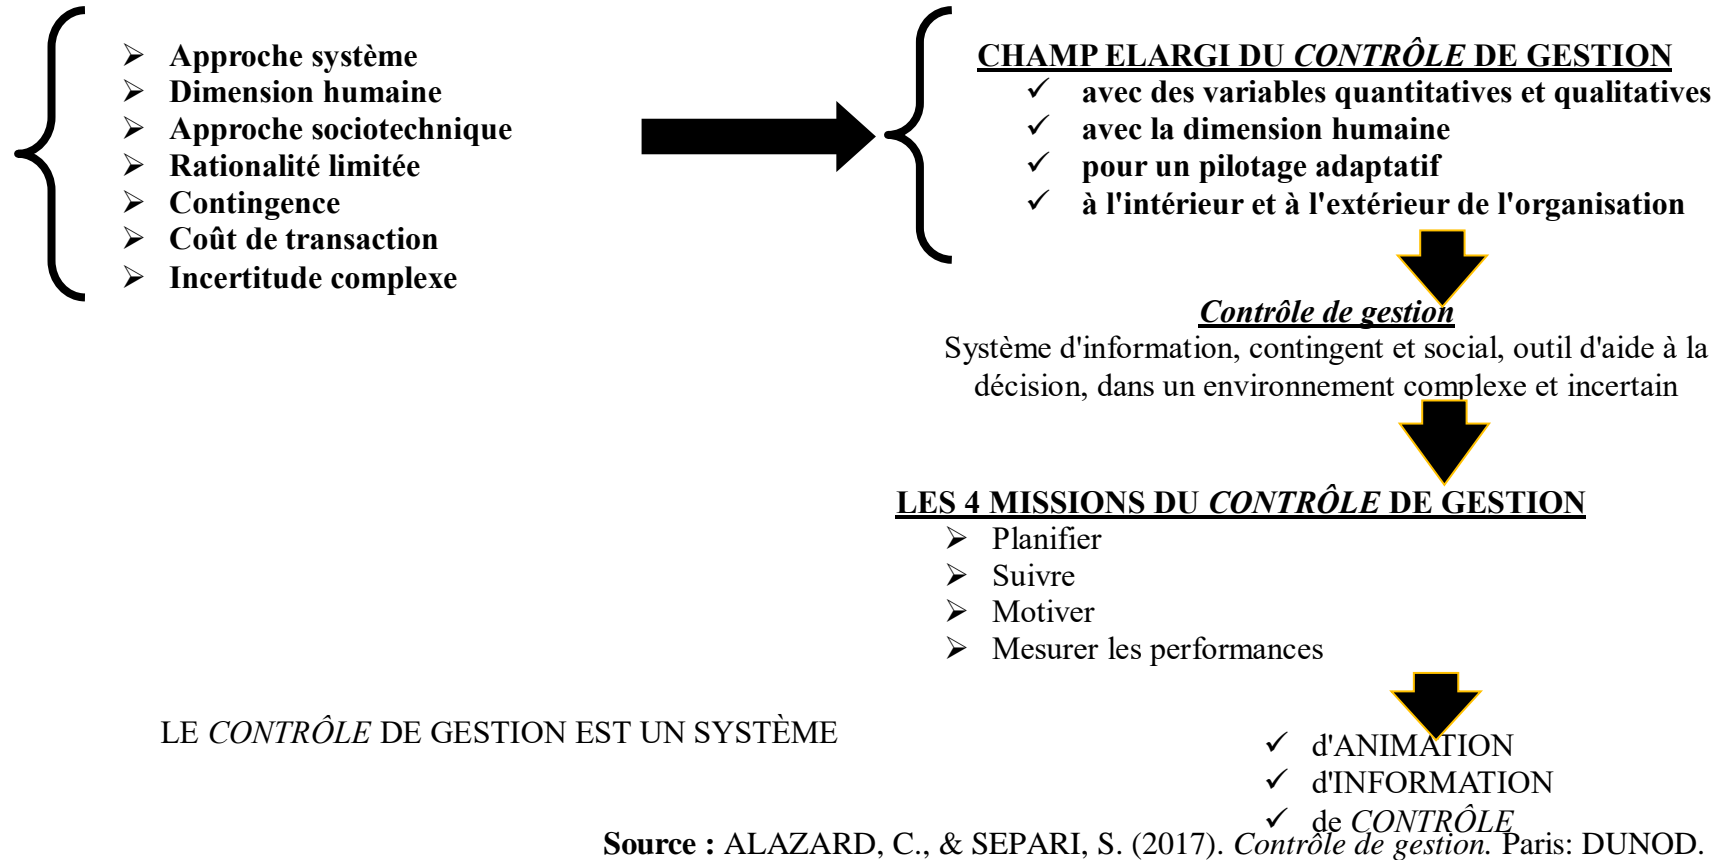 Approche système
Dimension humaine
Approche sociotechnique
Rationalité limitée
Contingence
Coût de transaction
Incertitude complexe
CHAMP ELARGI DU CONTRÔLE DE GESTION
avec des variables quantitatives et qualitatives
avec la dimension humaine
pour un pilotage adaptatif
à l'intérieur et à l'extérieur de l'organisation
Contrôle de gestion
Système d'information, contingent et social, outil d'aide à la
décision, dans un environnement complexe et incertain
LES 4 MISSIONS DU CONTRÔLE DE GESTION
Planifier
Suivre
Motiver
Mesurer les performances
LE CONTRÔLE DE GESTION EST UN SYSTÈME
d'ANIMATION
d'INFORMATION
de CONTRÔLE
Source : ALAZARD, C., & SEPARI, S. (2017). Contrôle de gestion. Paris: DUNOD.